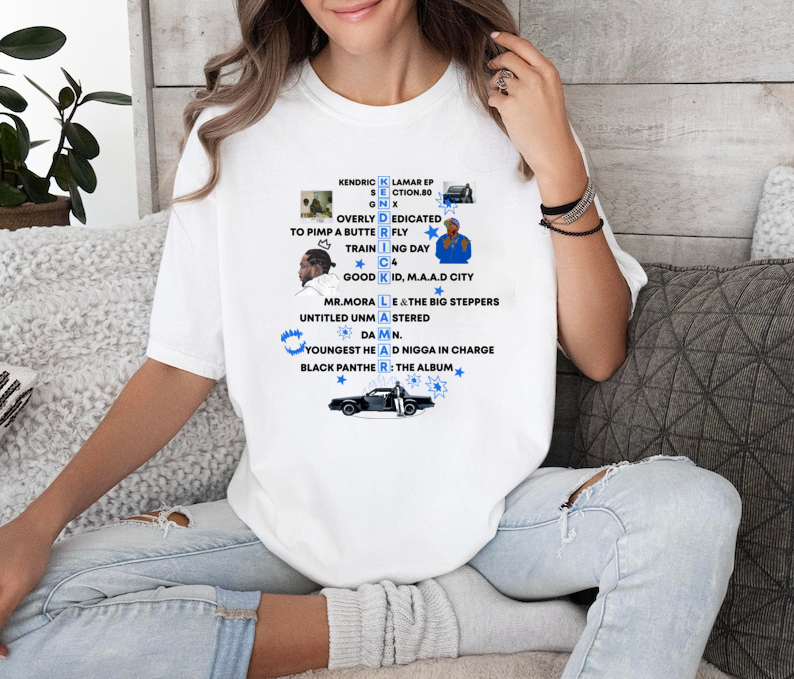 KENDRICK LAMAR EP
SECTION.80
GNX
OVERLY DEDICATED
TO PIMP A BUTTERFLY
TRAINING DAY
C4
GOOD KID, M.A.A.D CITY
MR.MORALE &THE BIG STEPPERS
UNTITLED UNMASTERED
DAMN.
YOUNGEST HEAD NIGGA IN CHARGE
BLACK PANTHER: THE ALBUM